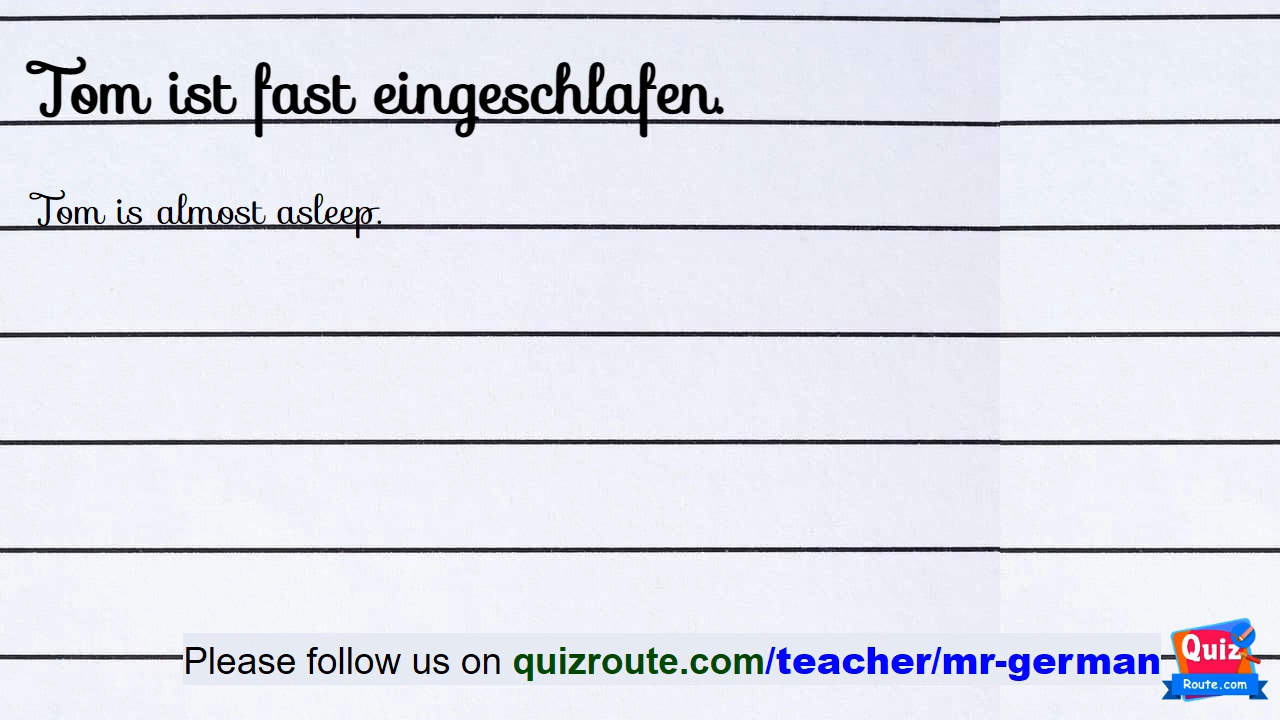 Tom ist fast eingeschlafen.
Tom is almost asleep.
Please follow us on quizroute.com/teacher/mr-german
Quiz
Route.com